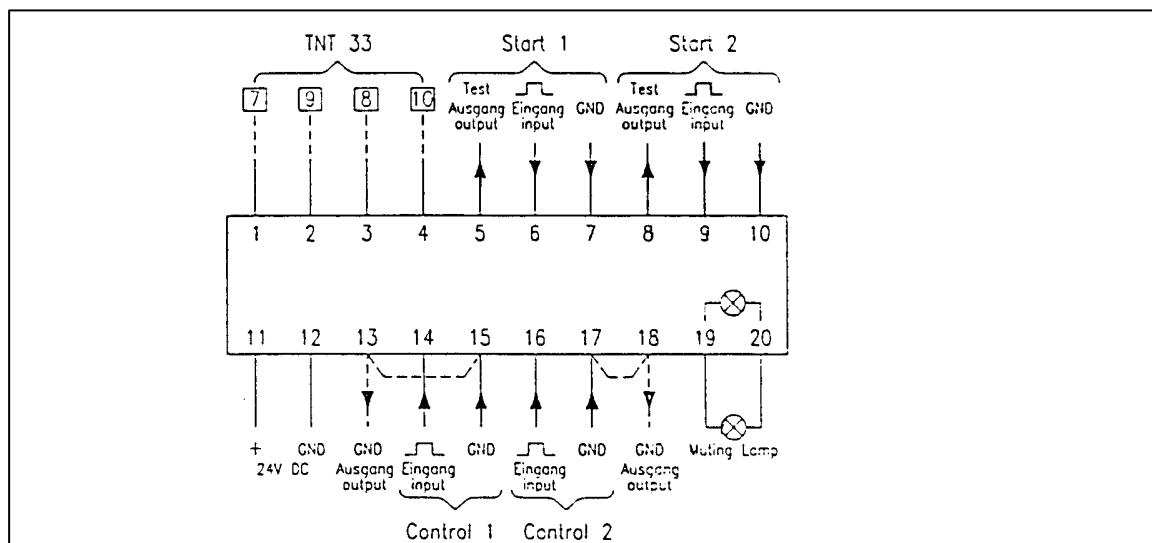 TNT 33 Start 1 Start 2
7 9 8 10
Test Test
Ausgang Eingang GND Ausgang Eingang GND
output input output input
1 2 3 4 5 6 7 8 9 10
11 12 13 14 15 16 17 18 19 20
+ GND GND Eingang GND Eingang GND GND Muting Lamp
24V DC Ausgang input input Ausgang
output output
Control 1 Control 2